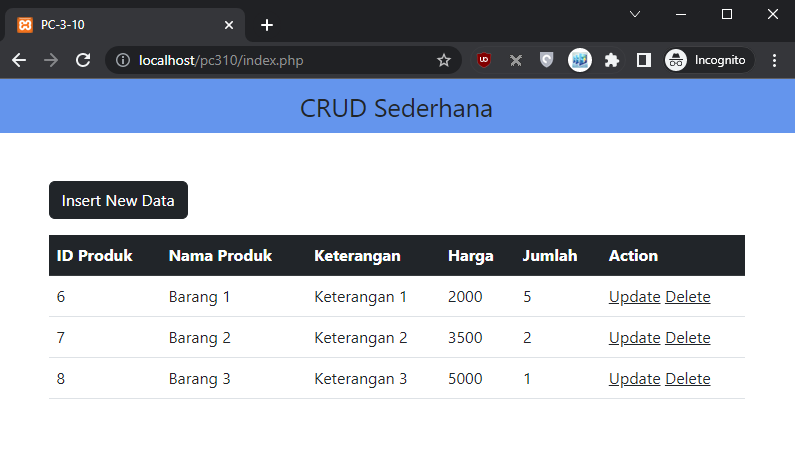 PC-3-10
localhost/pc310/index.php
UD
Incognito
CRUD Sederhana
Insert New Data
ID Produk Nama Produk Keterangan Harga Jumlah Action
6 Barang 1 Keterangan 1 2000 5 Update Delete
7 Barang 2 Keterangan 2 3500 2 Update Delete
8 Barang 3 Keterangan 3 5000 1 Update Delete